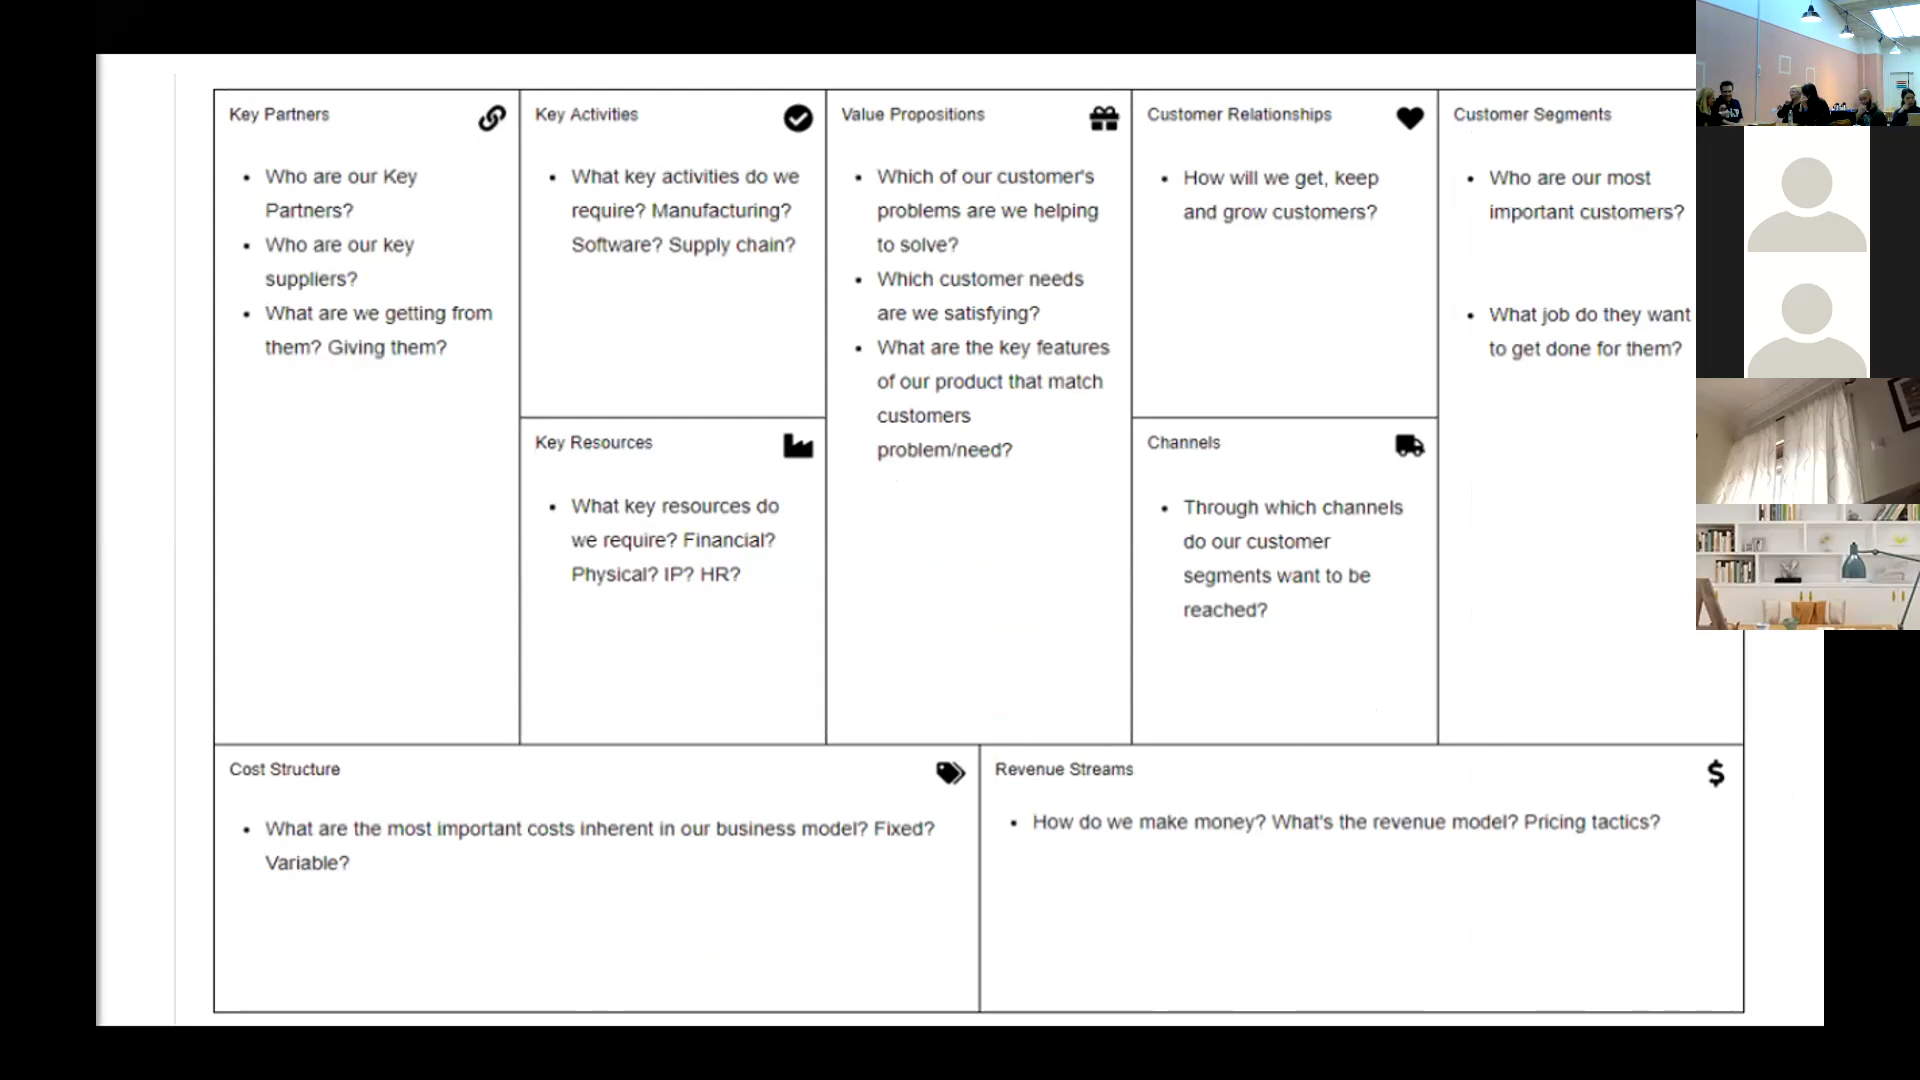 Key Partners
Who are our Key
Partners?
Who are our key
suppliers?
What are we getting from
them? Giving them?
Key Activities
What key activities do we
require? Manufacturing?
Software? Supply chain?
Key Resources
What key resources do
we require? Financial?
Physical? IP? HR?
Value Propositions
Which of our customer's
problems are we helping
to solve?
Which customer needs
are we satisfying?
What are the key features
of our product that match
customers
problem/need?
Customer Relationships
How will we get, keep
and grow customers?
Channels
Through which channels
do our customer
segments want to be
reached?
Customer Segments
Who are our most
important customers?
What job do they want
to get done for them?
Cost Structure
What are the most important costs inherent in our business model? Fixed?
Variable?
Revenue Streams
$
How do we make money? What's the revenue model? Pricing tactics?